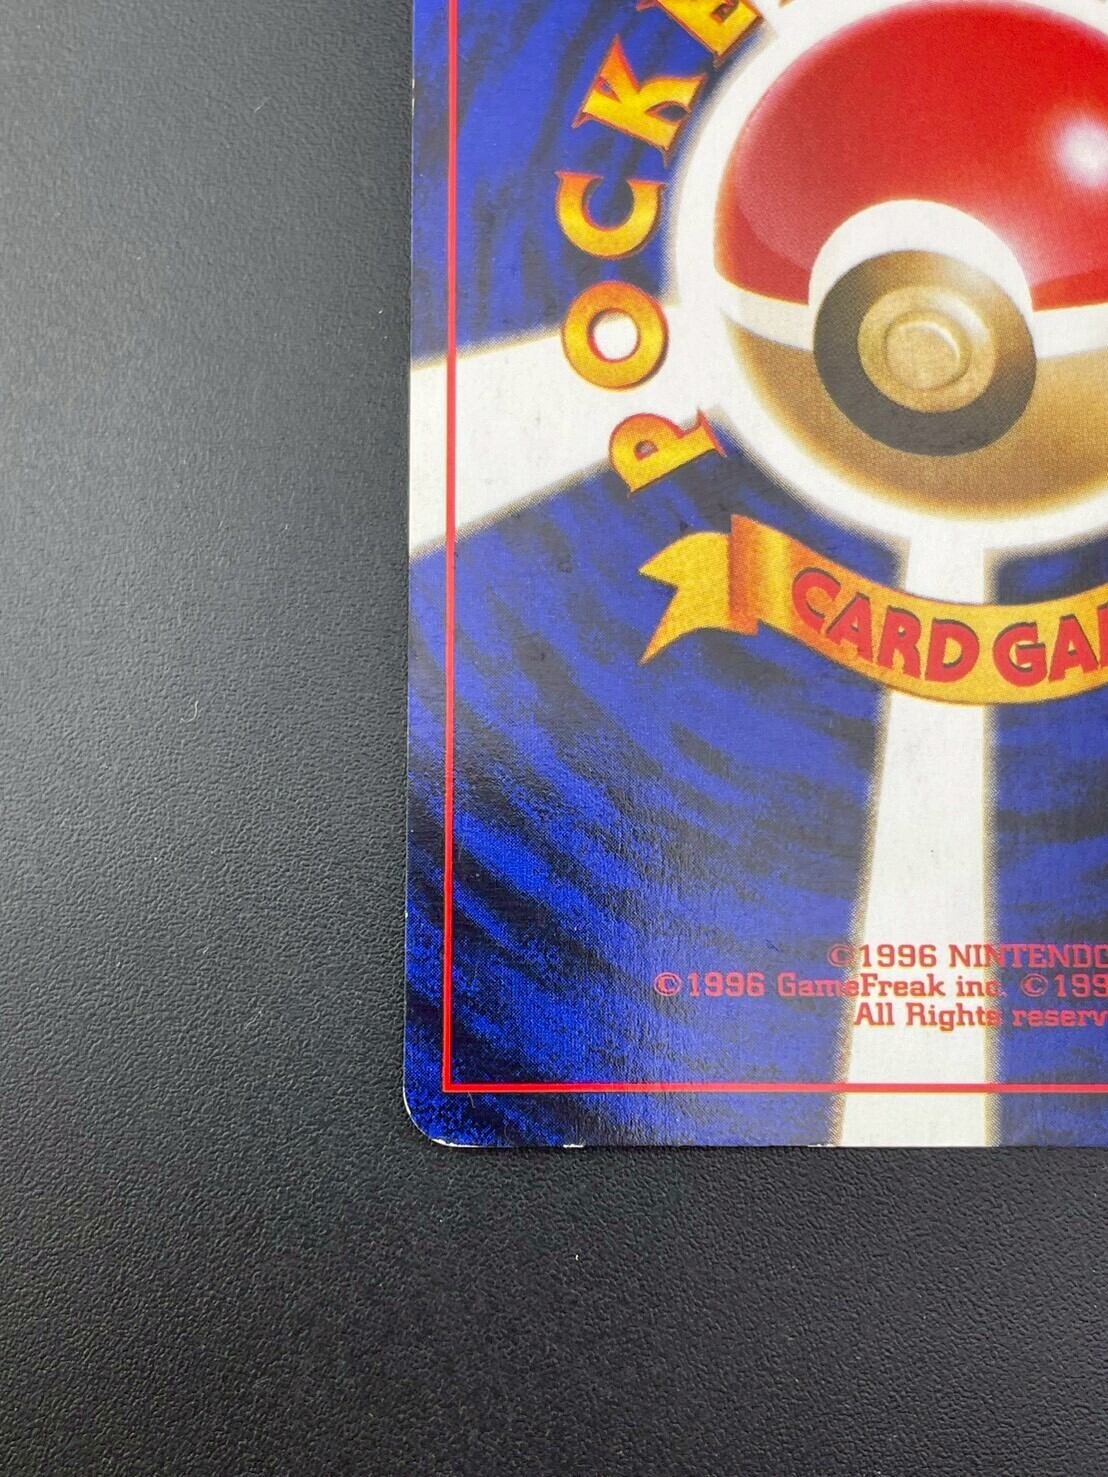 POCKE
CARD GA
©1996 NINTENDO
©1996 GameFreak inc. ©199
All Rights reserv